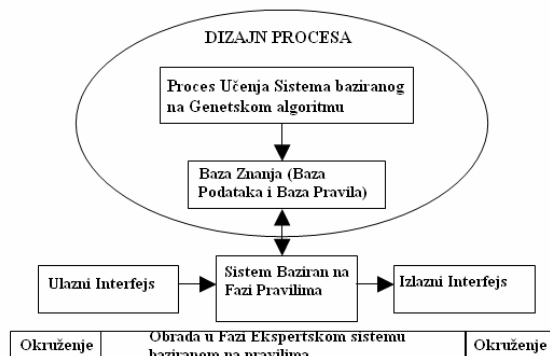 DIZAJN PROCESA
Proces Učenja Sistema baziranog
na Genetskom algoritmu
Baza Znanja (Baza
Podataka i Baza Pravila)
Ulazni Interfejs
Sistem Baziran na
Fazi Pravilima
Izlazni Interfejs
Okruženje
Obrada u Fazi Ekspertskom sistemu
baziranom na pravilima
Okruženje